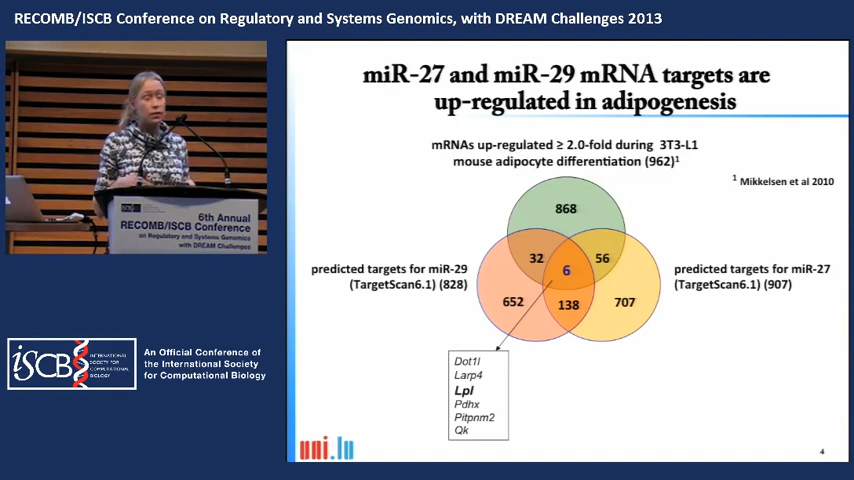 RECOMB/ISCB Conference on Regulatory and Systems Genomics, with DREAM Challenges 2013
miR-27 and miR-29 mRNA targets are
up-regulated in adipogenesis
mRNAs up-regulated ≥ 2.0-fold during 3T3-L1
mouse adipocyte differentiation (962)1
1 Mikkelsen et al 2010
868
32
56
6
predicted targets for miR-29
(TargetScan6.1) (828)
predicted targets for miR-27
(TargetScan6.1) (907)
652
138
707
Dot1l
Larp4
Lpl
Pdhx
Pitpnm2
Qk
uni.lu
4
6th Annual
RECOMB/ISCB Conference
on Regulatory and Systems Genomics
with DREAM Challenges
iSCB
INTERNATIONAL
SOCIETY FOR
COMPUTATIONAL
BIOLOGY
An Official Conference of
the International Society
for Computational Biology